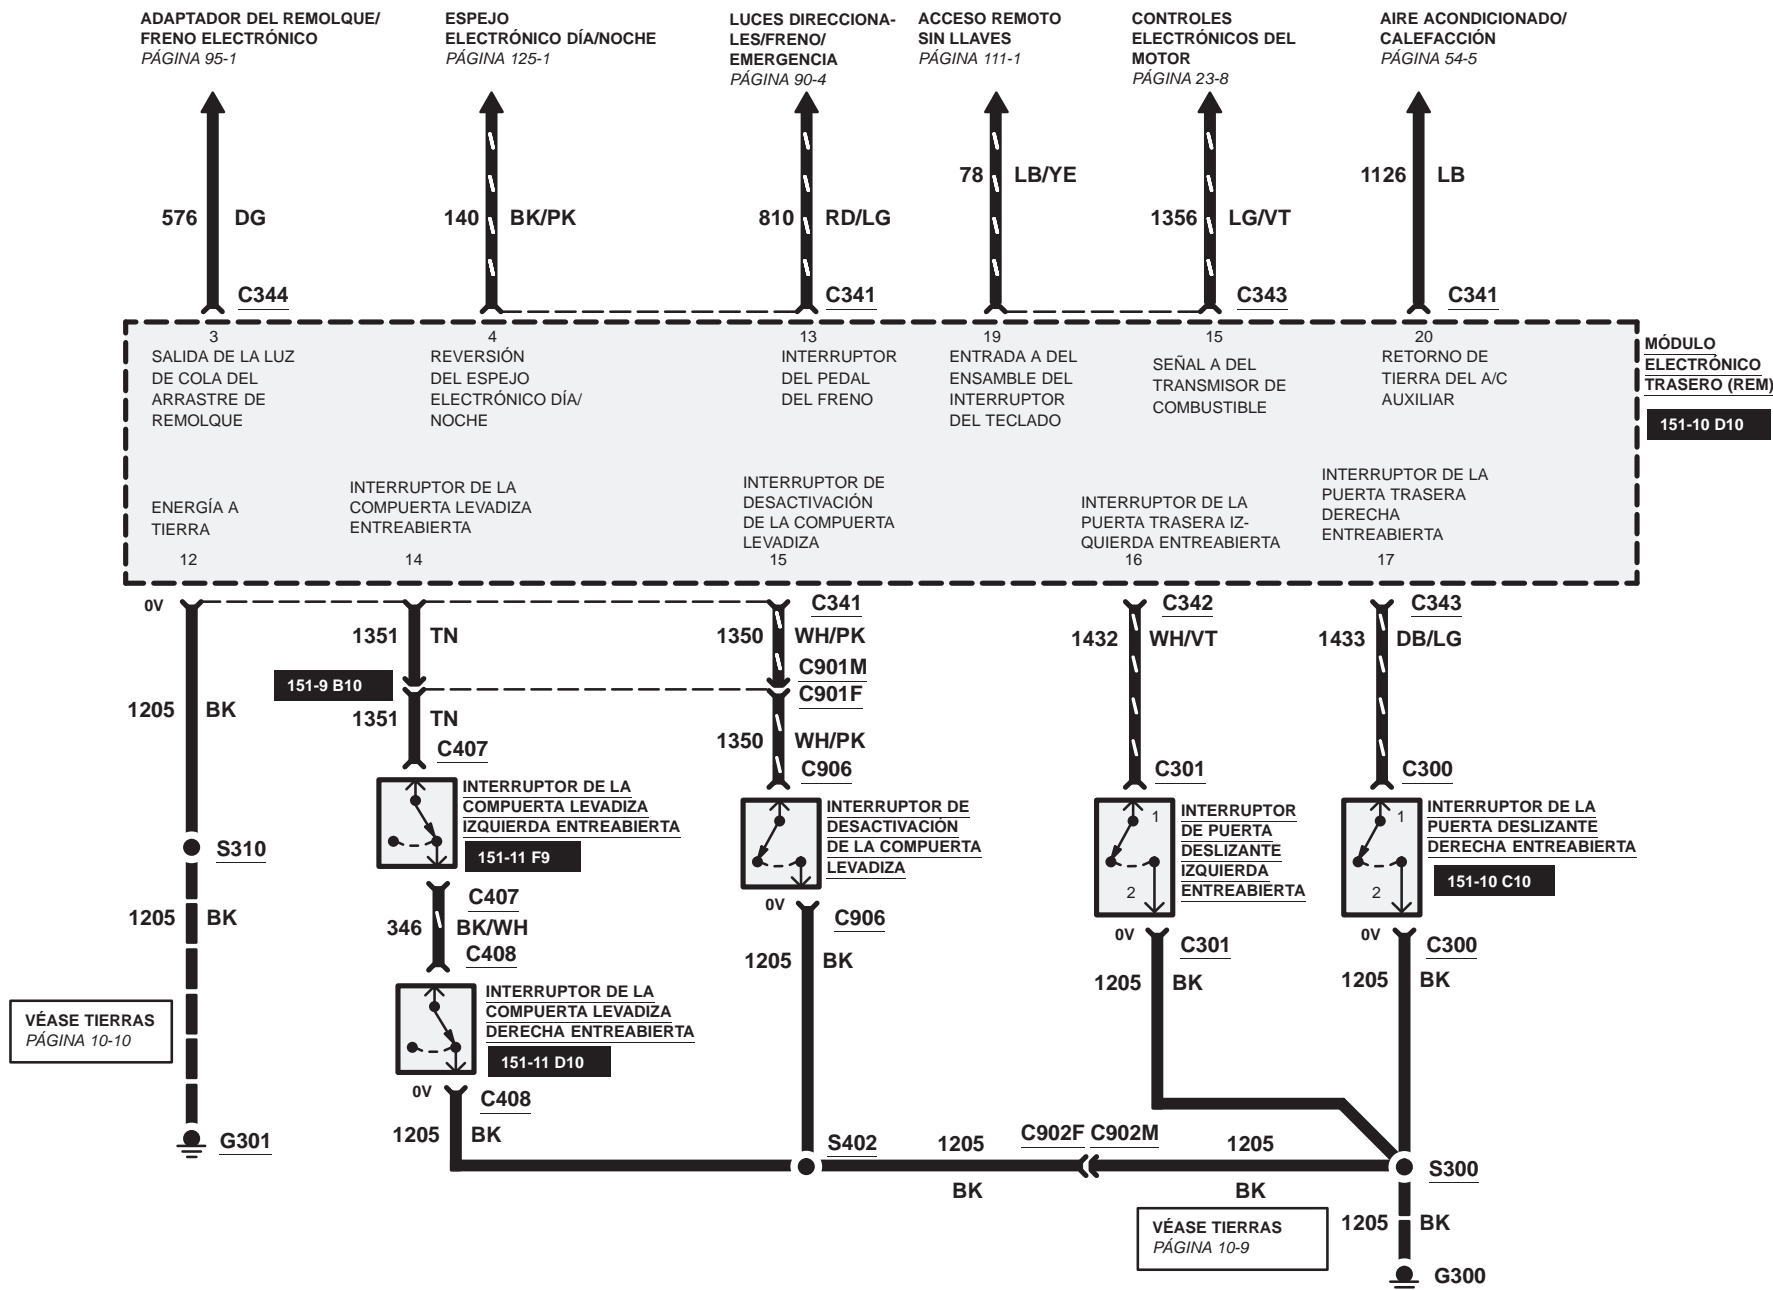 ADAPTADOR DEL REMOLQUE/
FRENO ELECTRÓNICO
PÁGINA 95-1
ESPEJO
ELECTRÓNICO DÍA/NOCHE
PÁGINA 125-1
LUCES DIRECCIONA-
LES/FRENO/
EMERGENCIA
PÁGINA 90-4
ACCESO REMOTO
SIN LLAVES
PÁGINA 111-1
CONTROLES
ELECTRÓNICOS DEL
MOTOR
PÁGINA 23-8
AIRE ACONDICIONADO/
CALEFACCIÓN
PÁGINA 54-5
576 DG
140 BK/PK
810 RD/LG
78 LB/YE
1356 LG/VT
1126 LB
C344
C341
C343
C341
3
SALIDA DE LA LUZ
DE COLA DEL
ARRASTRE DE
REMOLQUE
4
REVERSIÓN
DEL ESPEJO
ELECTRÓNICO DÍA/
NOCHE
13
INTERRUPTOR
DEL PEDAL
DEL FRENO
19
ENTRADA A DEL
ENSAMBLE DEL
INTERRUPTOR
DEL TECLADO
15
SEÑAL A DEL
TRANSMISOR DE
COMBUSTIBLE
20
RETORNO DE
TIERRA DEL A/C
AUXILIAR
MÓDULO
ELECTRÓNICO
TRASERO (REM)
151-10 D10
ENERGÍA A
TIERRA
12
INTERRUPTOR DE LA
COMPUERTA LEVADIZA
ENTREABIERTA
14
INTERRUPTOR DE
DESACTIVACIÓN
DE LA COMPUERTA
LEVADIZA
15
INTERRUPTOR DE LA
PUERTA TRASERA IZ-
QUIERDA ENTREABIERTA
16
INTERRUPTOR DE LA
PUERTA TRASERA
DERECHA
ENTREABIERTA
17
0V
C341
C342
C343
1351 TN
1350 WH/PK
1432 WH/VT
1433 DB/LG
C901M
151-9 B10
C901F
1205 BK
1351 TN
1350 WH/PK
C407
C906
C301
C300
INTERRUPTOR DE LA
COMPUERTA LEVADIZA
IZQUIERDA ENTREABIERTA
151-11 F9
INTERRUPTOR DE
DESACTIVACIÓN
DE LA COMPUERTA
LEVADIZA
1
2
INTERRUPTOR
DE PUERTA
DESLIZANTE
IZQUIERDA
ENTREABIERTA
1
2
INTERRUPTOR DE LA
PUERTA DESLIZANTE
DERECHA ENTREABIERTA
151-10 C10
S310
1205 BK
C407
346 BK/WH
C408
0V
C906
1205 BK
0V
C301
1205 BK
0V
C300
1205 BK
INTERRUPTOR DE LA
COMPUERTA LEVADIZA
DERECHA ENTREABIERTA
151-11 D10
VÉASE TIERRAS
PÁGINA 10-10
0V
C408
1205 BK
G301
S402
1205
BK
C902F C902M
1205
BK
S300
VÉASE TIERRAS
PÁGINA 10-9
1205 BK
G300